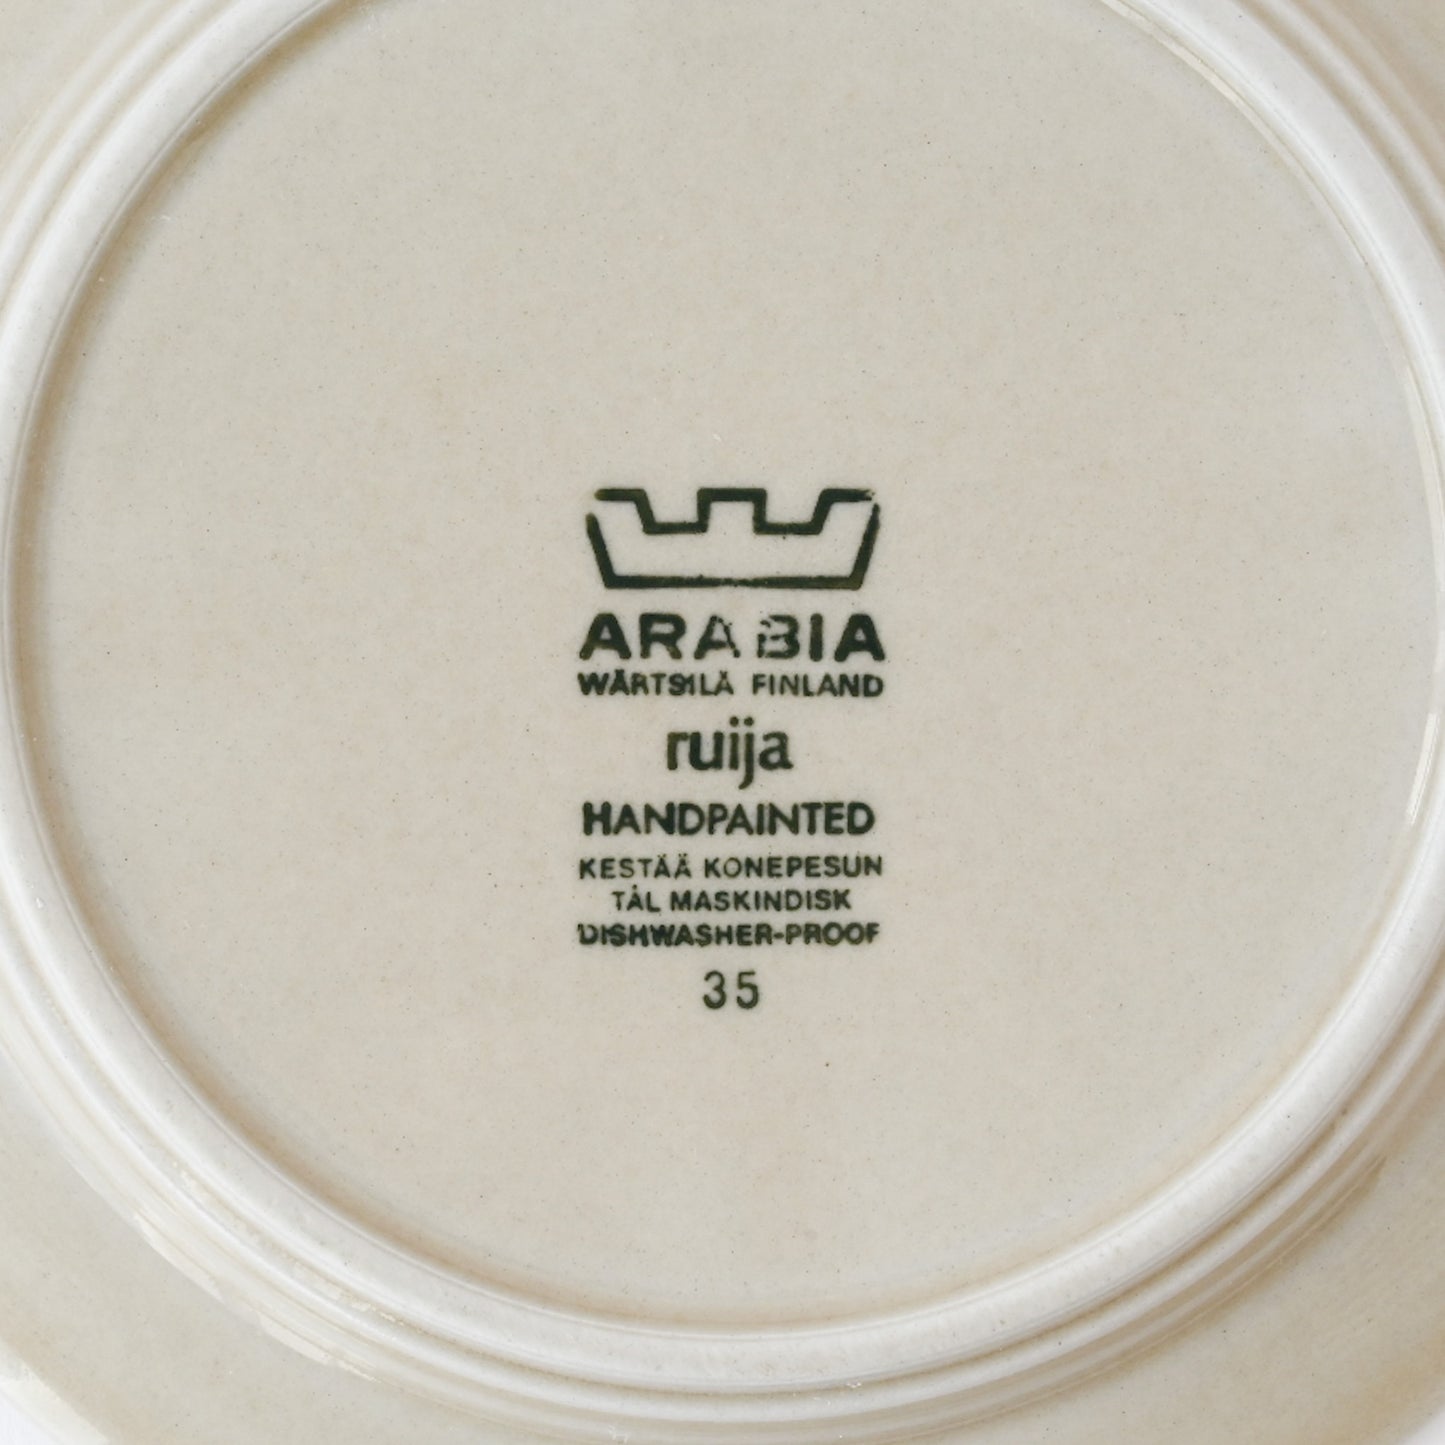 ARABIA
WÄRTSILÄ FINLAND
ruija
HANDPAINTED
KESTÄÄ KONEPESUN
TÅL MASKINDISK
DISHWASHER-PROOF
35